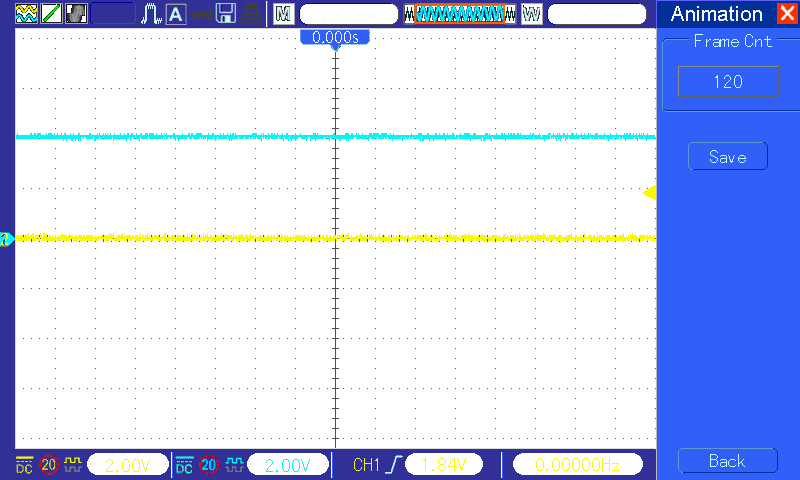 A
M
W
Animation
Frame Cnt
120
Save
0.000s
2
DC 20 2.00V DC 20 2.00V CH1 1.84V 0.00000Hz
Back